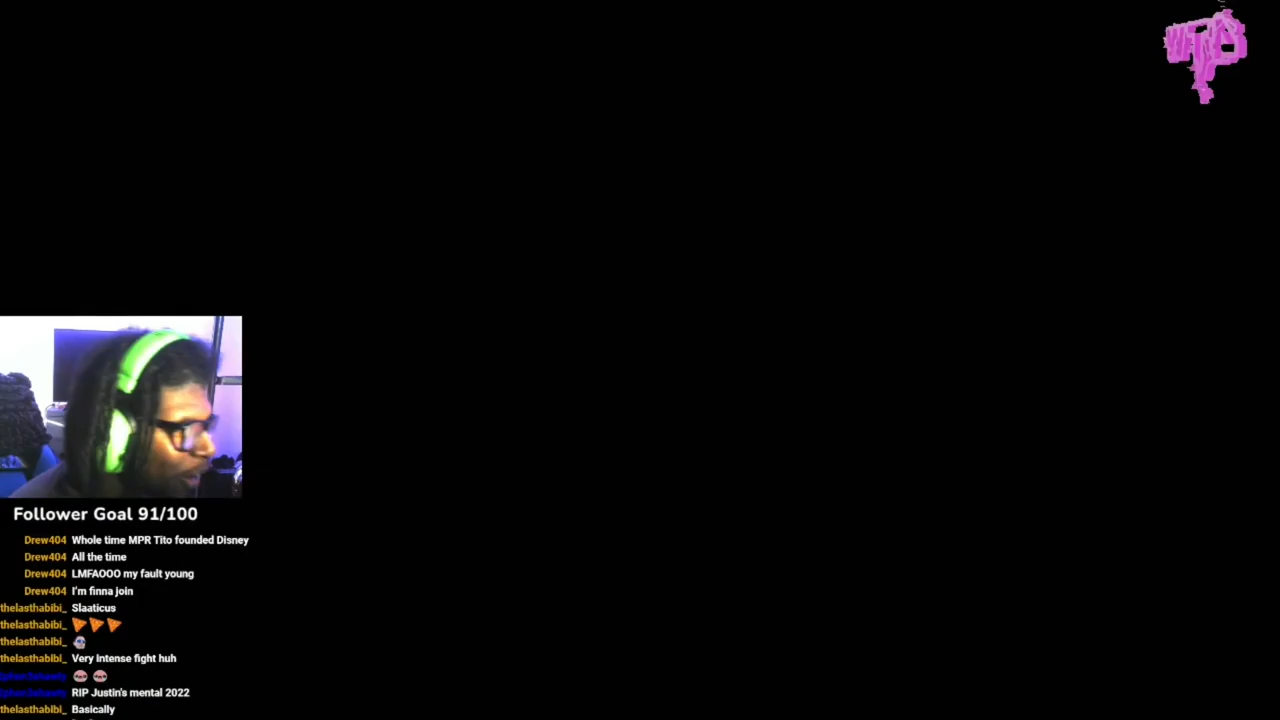 Follower Goal 91/100
Drew404 Whole time MPR Tito founded Disney
Drew404 All the time
Drew404 LMFAOOO my fault young
Drew404 I'm finna join
thelasthabibi_ Slaaticus
thelasthabibi_
thelasthabibi_
thelasthabibi_ Very Intense fight huh
RIP Justin's mental 2022
thelasthabibi_ Basically